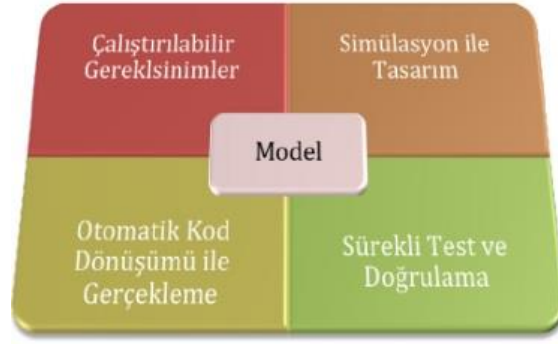 Çalıştırılabilir
Gereklsinimler
Simülasyon ile
Tasarım
Model
Otomatik Kod
Dönüşümü ile
Gerçekleme
Sürekli Test ve
Doğrulama